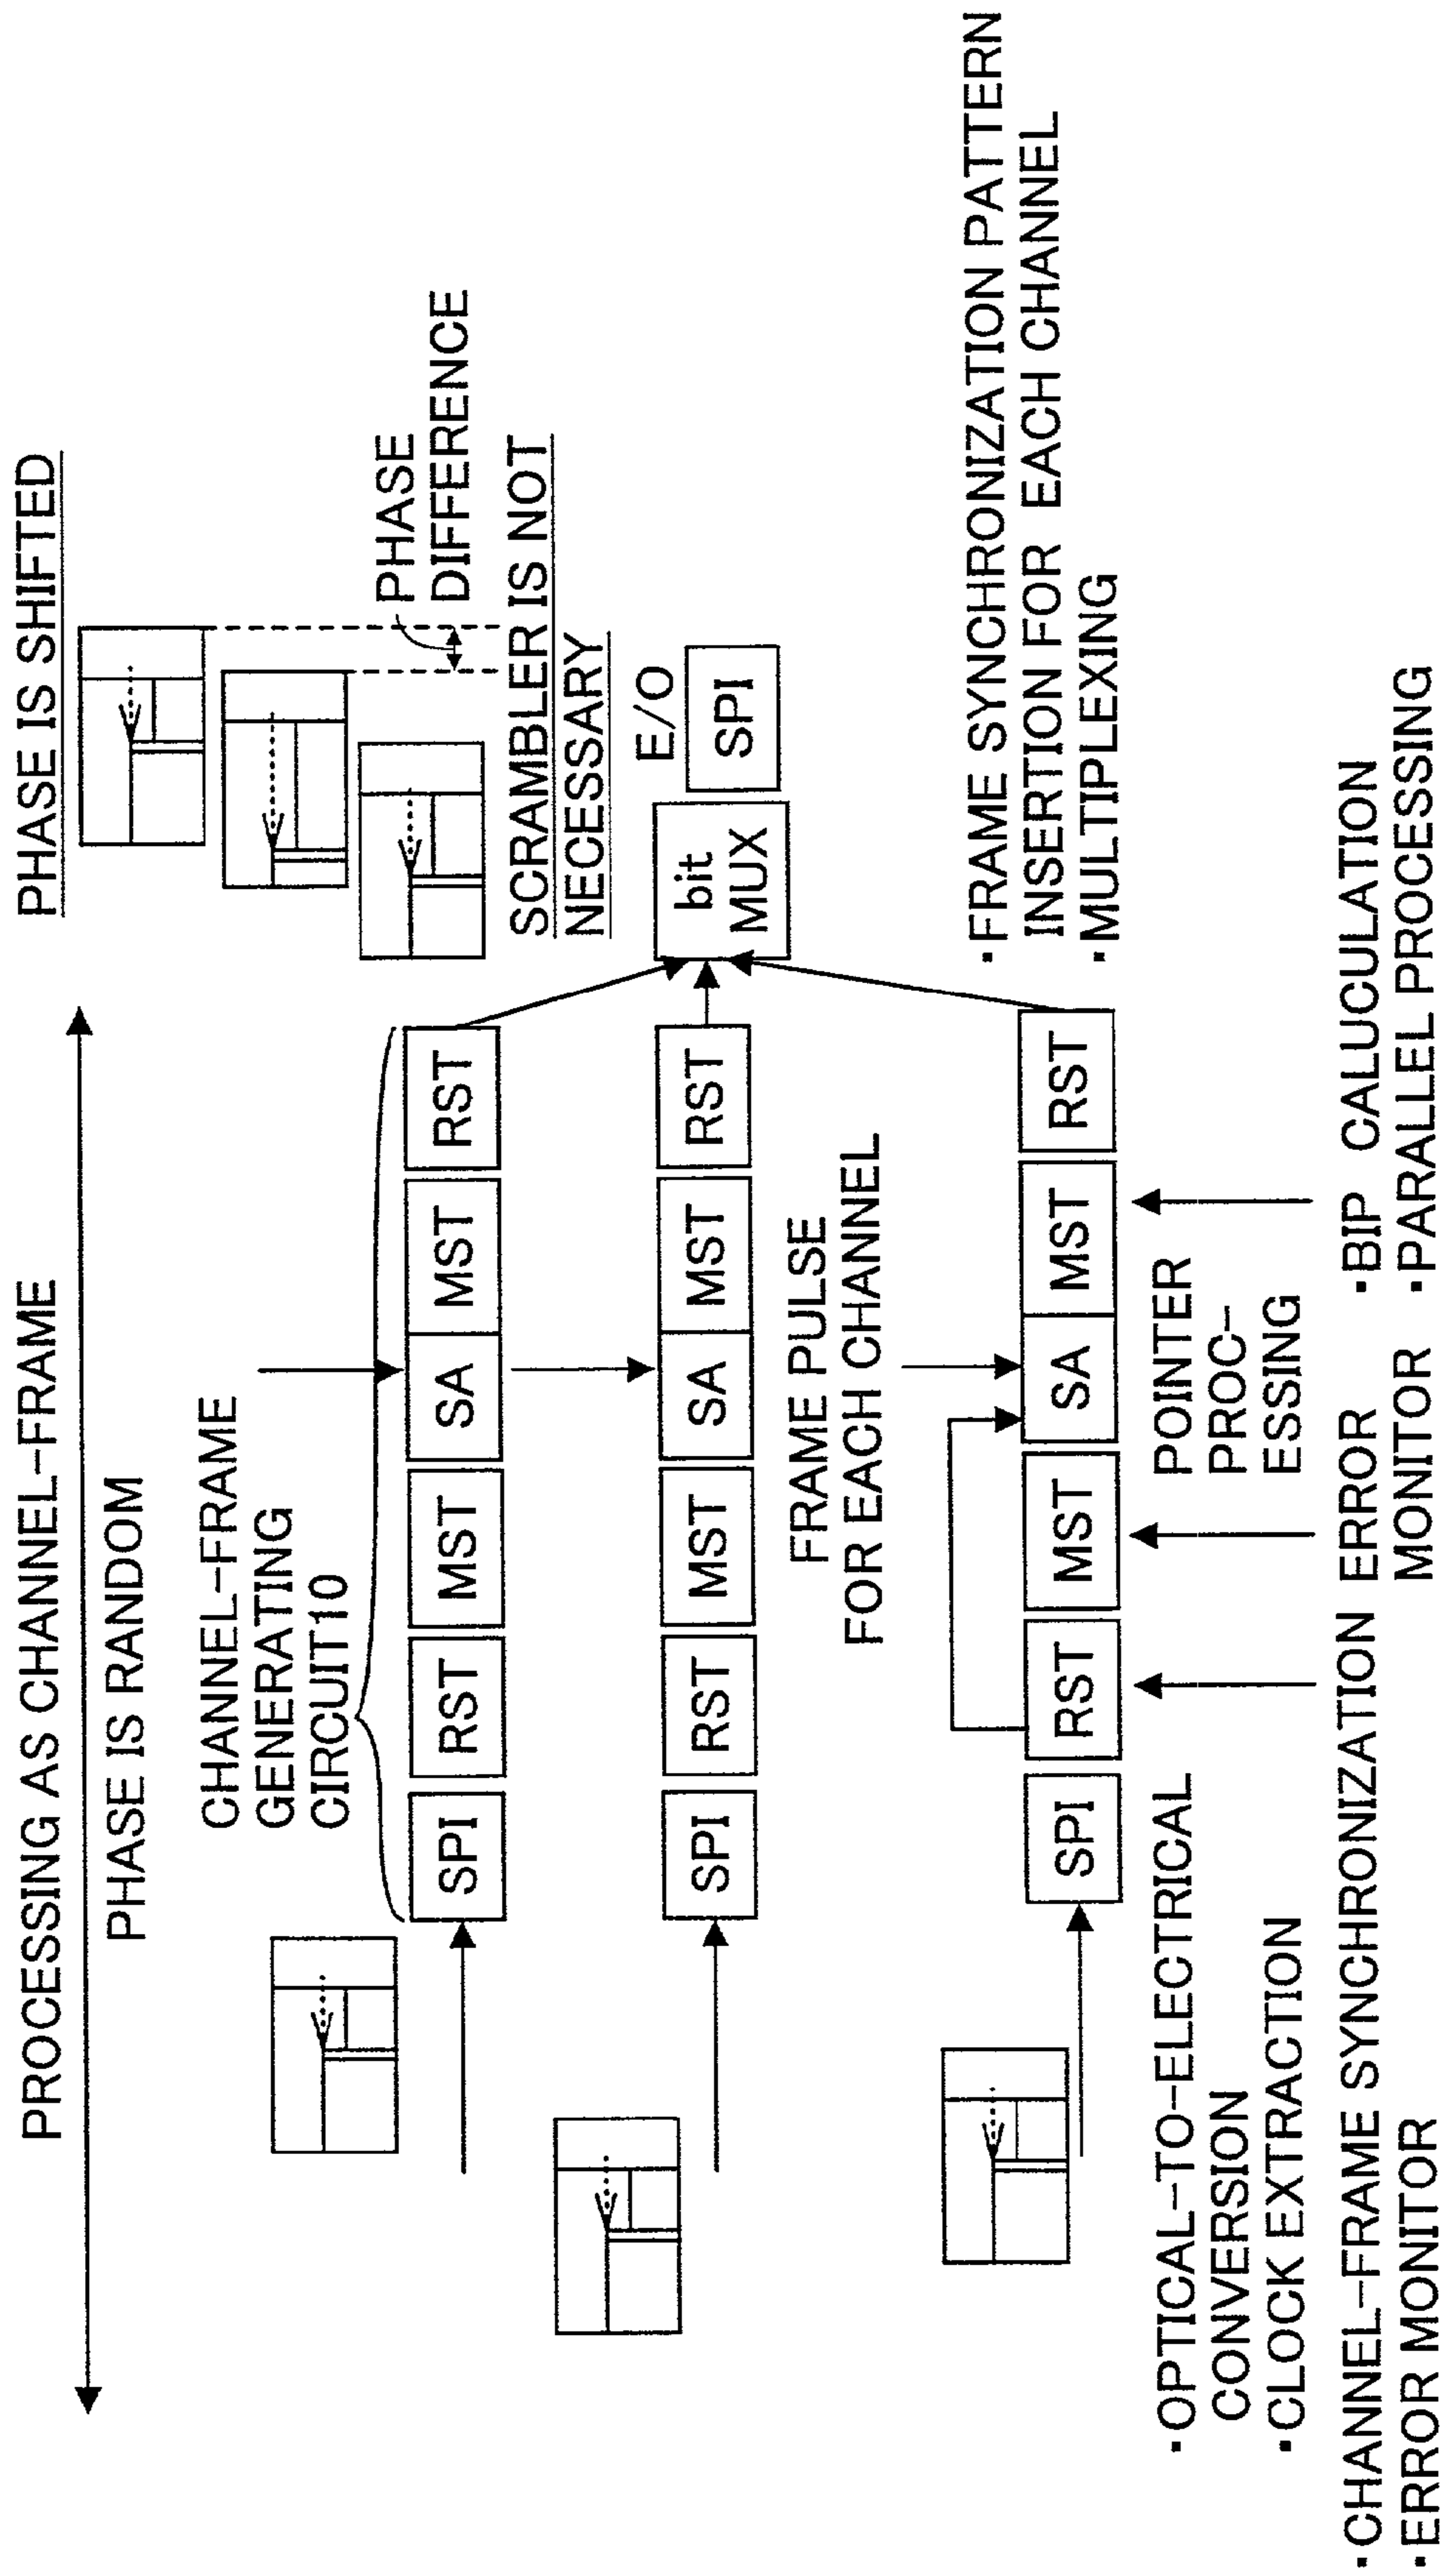 PROCESSING AS CHANNEL-FRAME
PHASE IS RANDOM
PHASE IS SHIFTED
CHANNEL-FRAME
GENERATING
CIRCUIT10
PHASE
DIFFERENCE
SPI RST MST SA MST RST
SCRAMBLER IS NOT
NECESSARY
E/O
SPI RST MST SA MST RST
bit
MUX
SPI
FRAME PULSE
FOR EACH CHANNEL
·FRAME SYNCHRONIZATION PATTERN
INSERTION FOR EACH CHANNEL
·MULTIPLEXING
SPI RST MST SA MST RST
·OPTICAL-TO-ELECTRICAL
CONVERSION
·CLOCK EXTRACTION
POINTER
PROC-
ESSING
·CHANNEL-FRAME SYNCHRONIZATION
·ERROR MONITOR
ERROR
MONITOR
·BIP CALUCULATION
·PARALLEL PROCESSING